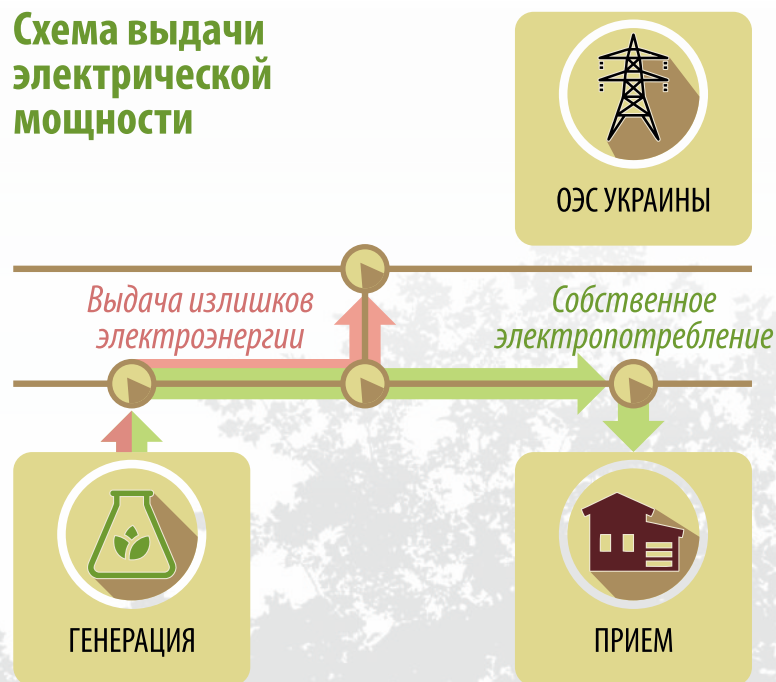 Схема выдачи
электрической
мощности
ОЭС УКРАИНЫ
Выдача излишков
электроэнергии
Собственное
электропотребление
ГЕНЕРАЦИЯ
ПРИЕМ